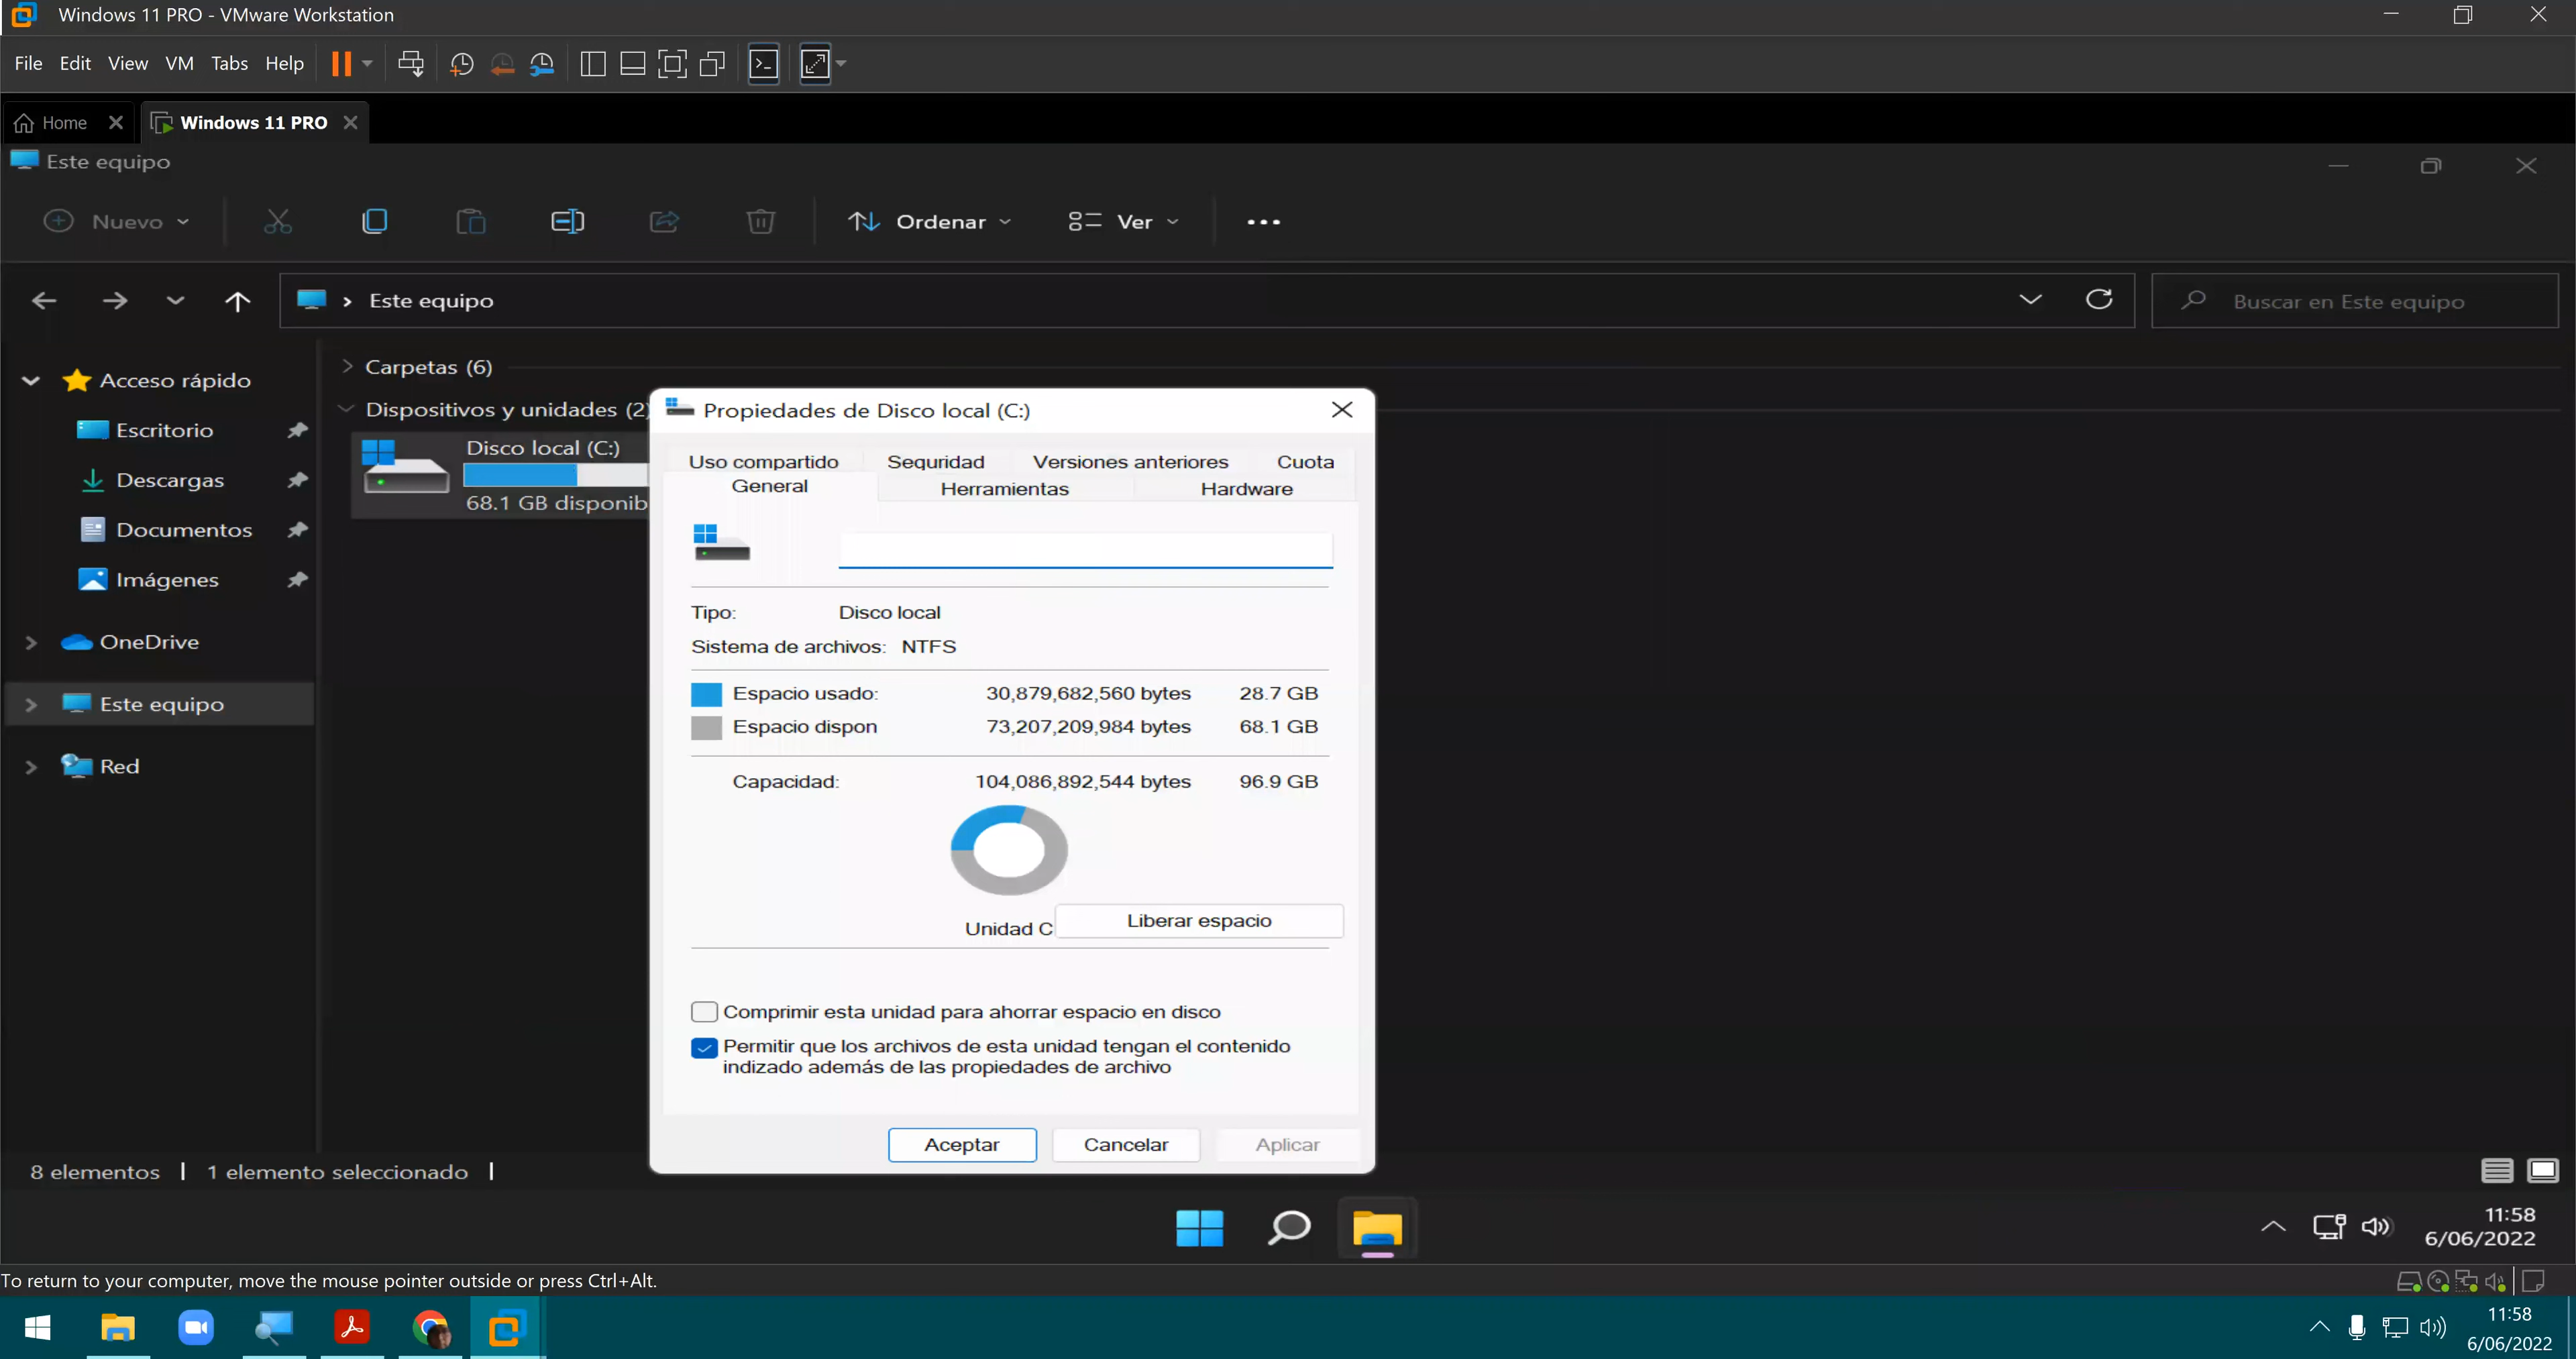 Windows 11 PRO - VMware Workstation
File Edit View VM Tabs Help
Home Windows 11 PRO
Este equipo
Nuevo Ordenar Ver
Este equipo Buscar en Este equipo
Acceso rápido
Escritorio
Descargas
Documentos
Imágenes
OneDrive
Este equipo
Red
Carpetas (6)
Dispositivos y unidades (2)
Disco local (C:)
68.1 GB disponib
Propiedades de Disco local (C:)
Uso compartido Seguridad Versiones anteriores Cuota
General Herramientas Hardware
Tipo: Disco local
Sistema de archivos: NTFS
Espacio usado: 30,879,682,560 bytes 28.7 GB
Espacio dispon 73,207,209,984 bytes 68.1 GB
Capacidad: 104,086,892,544 bytes 96.9 GB
Unidad C Liberar espacio
Comprimir esta unidad para ahorrar espacio en disco
Permitir que los archivos de esta unidad tengan el contenido
indizado además de las propiedades de archivo
Aceptar Cancelar Aplicar
8 elementos 1 elemento seleccionado
11:58
6/06/2022
To return to your computer, move the mouse pointer outside or press Ctrl+Alt.
11:58
6/06/2022